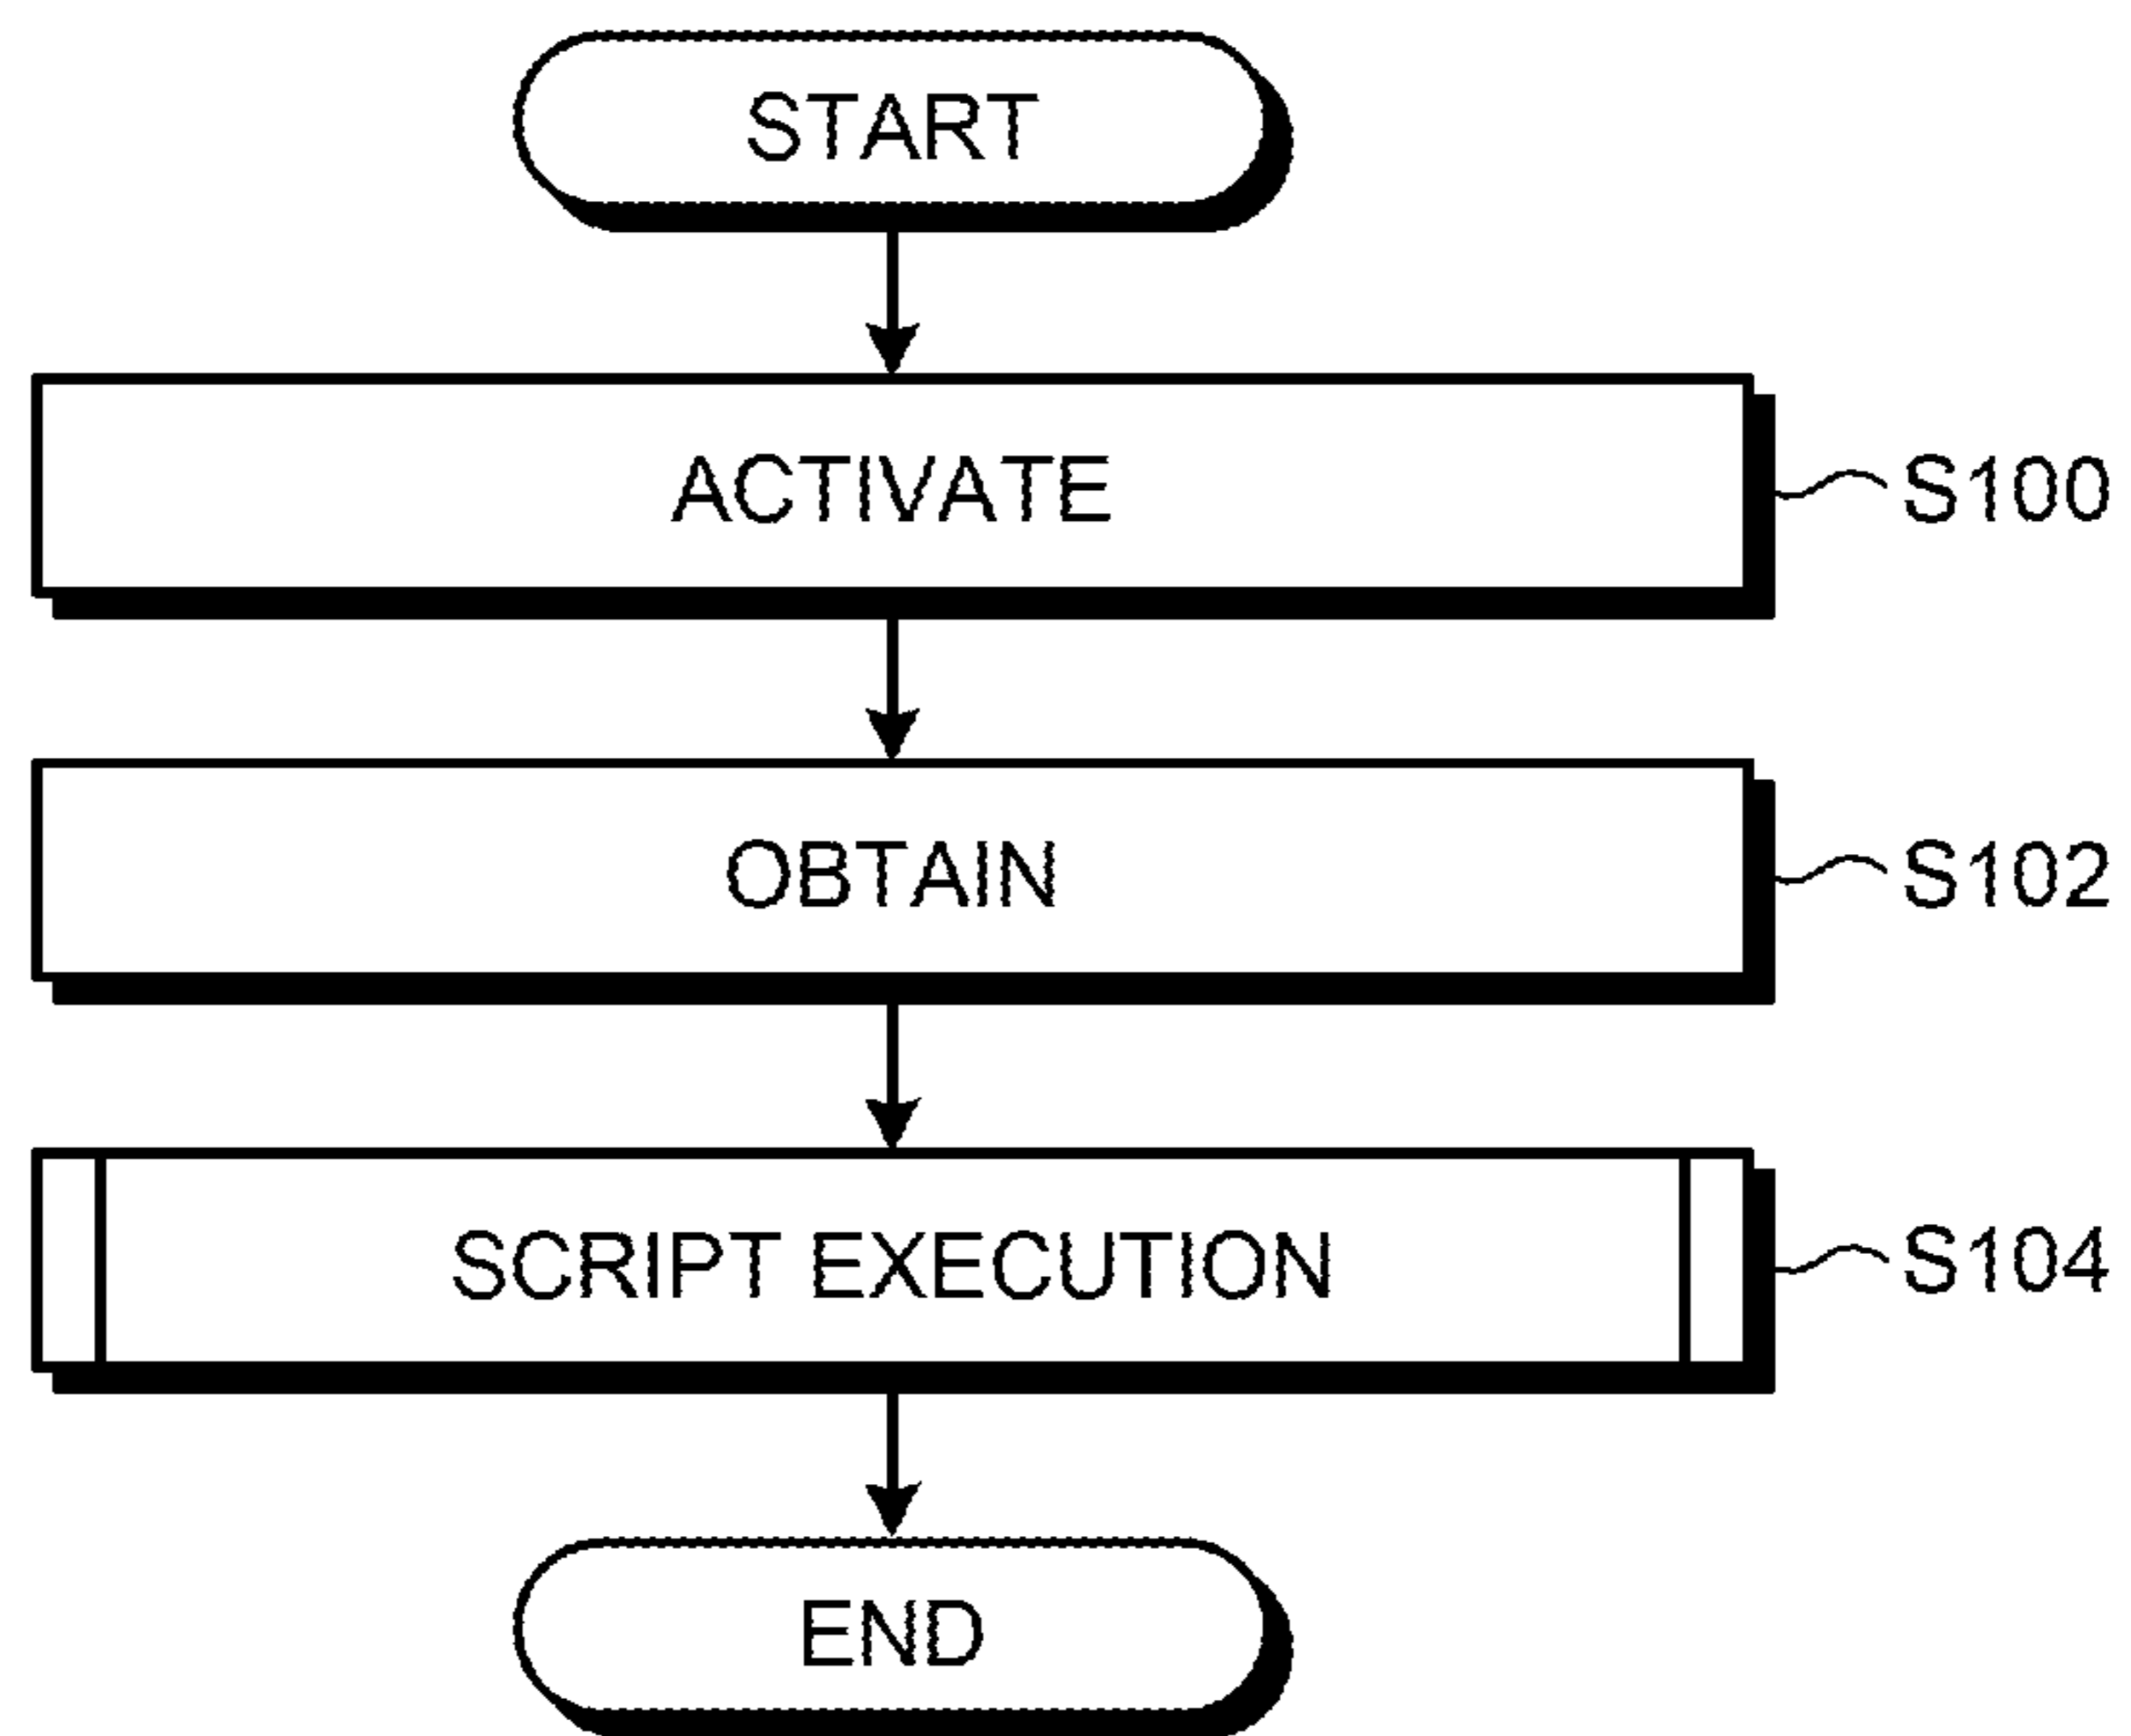 START
ACTIVATE
S100
OBTAIN
S102
SCRIPT EXECUTION
S104
END